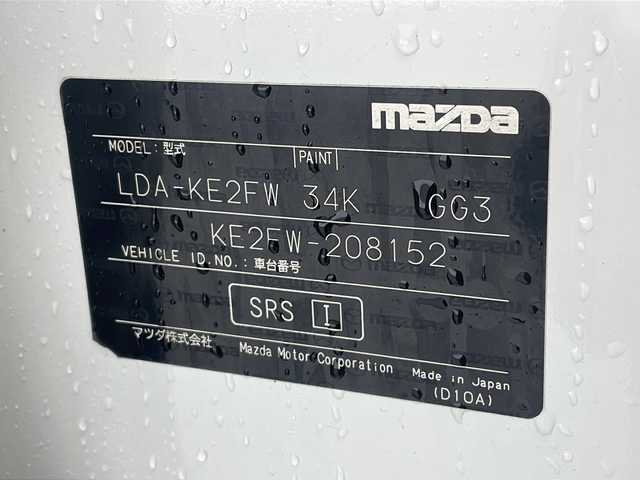 mazda
MODEL: 型式 PAINT
LDA-KE2FW 34K GG3
KE2FW-208152
VEHICLE ID.NO.: 車台番号
SRS I
マツダ株式会社 Mazda Motor Corporation Made in Japan
(D10A)